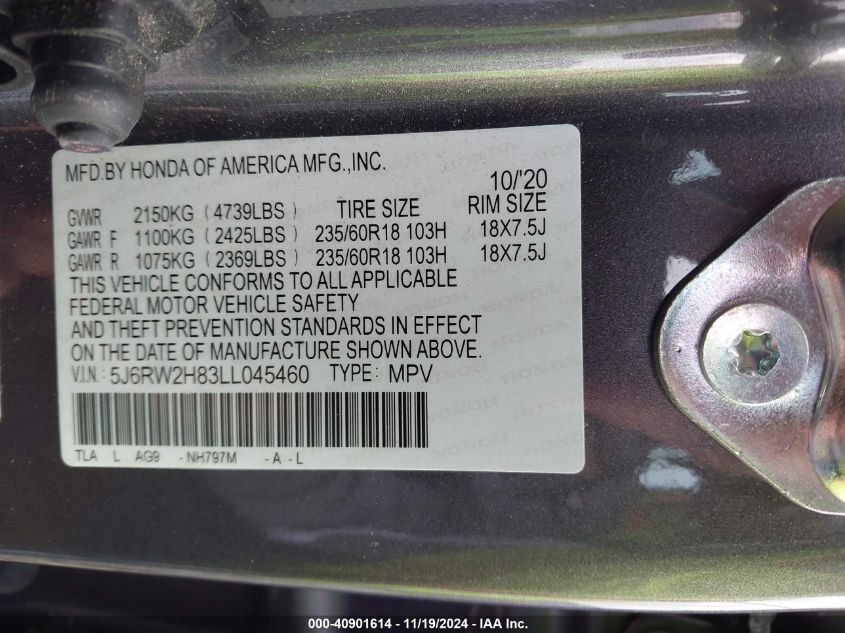 MFD.BY HONDA OF AMERICA MFG.,INC.
10/'20
GVWR 2150KG (4739LBS) TIRE SIZE RIM SIZE
GAWR F 1100KG (2425LBS) 235/60R18 103H 18X7.5J
GAWR R 1075KG (2369LBS) 235/60R18 103H 18X7.5J
THIS VEHICLE CONFORMS TO ALL APPLICABLE
FEDERAL MOTOR VEHICLE SAFETY
AND THEFT PREVENTION STANDARDS IN EFFECT
ON THE DATE OF MANUFACTURE SHOWN ABOVE.
V.I.N.: 5J6RW2H83LL045460 TYPE: MPV
TLA L AG9 -NH797M -A-L
000-40901614 - 11/19/2024 - IAA Inc.